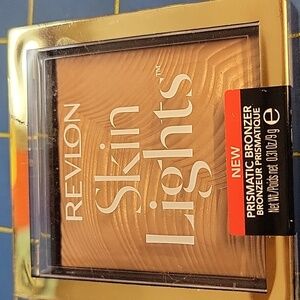 REVLON
Skin
Lights™
NEW
PRISMATIC BRONZER
BRONZEUR PRISMATIQUE
Net Wt./Poids net 0.31 Oz/9 g e